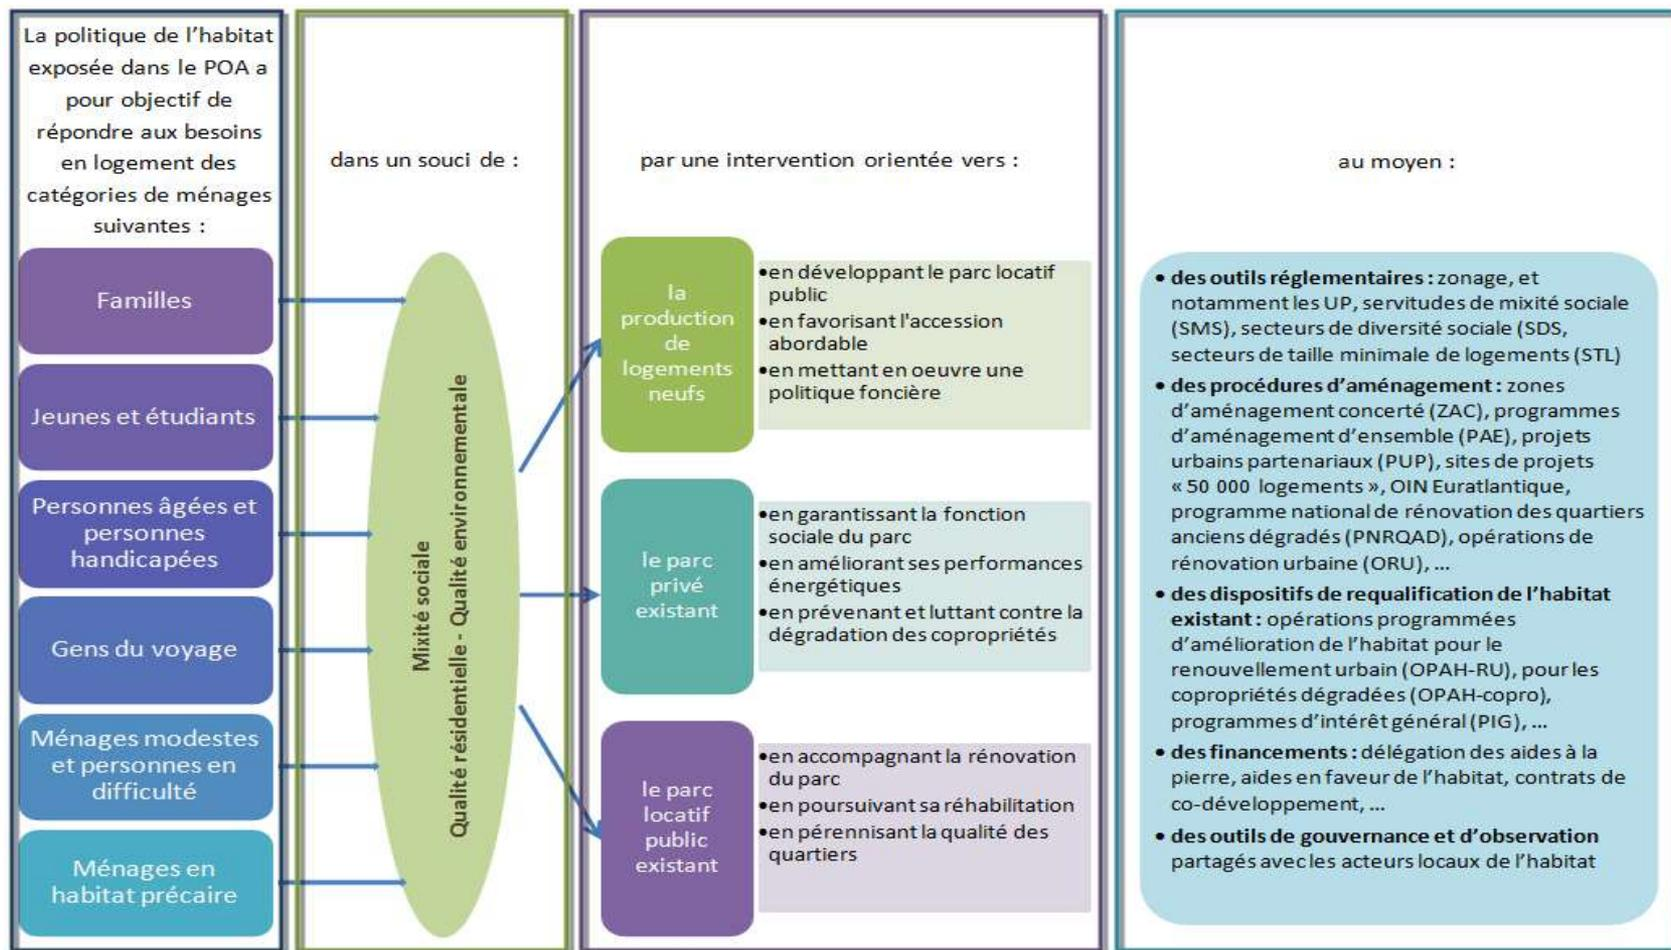 La politique de l'habitat
exposée dans le POA a
pour objectif de
répondre aux besoins
en logement des
catégories de ménages
suivantes :
Familles
Jeunes et étudiants
Personnes âgées et
personnes
handicapées
Gens du voyage
Ménages modestes
et personnes en
difficulté
Ménages en
habitat précaire
dans un souci de :
Mixité sociale
Qualité résidentielle - Qualité environnementale
par une intervention orientée vers :
la
production
de
logements
neufs
•en développant le parc locatif
public
•en favorisant l'accession
abordable
•en mettant en oeuvre une
politique foncière
le parc
privé
existant
•en garantissant la fonction
sociale du parc
•en améliorant ses performances
énergétiques
•en prévenant et luttant contre la
dégradation des copropriétés
le parc
locatif
public
existant
•en accompagnant la rénovation
du parc
•en poursuivant sa réhabilitation
•en pérennisant la qualité des
quartiers
au moyen :
• des outils réglementaires : zonage, et
notamment les UP, servitudes de mixité sociale
(SMS), secteurs de diversité sociale (SDS,
secteurs de taille minimale de logements (STL)
• des procédures d'aménagement : zones
d'aménagement concerté (ZAC), programmes
d'aménagement d'ensemble (PAE), projets
urbains partenariaux (PUP), sites de projets
« 50 000 logements », OIN Euratlantique,
programme national de rénovation des quartiers
anciens dégradés (PNRQAD), opérations de
rénovation urbaine (ORU), ...
• des dispositifs de requalification de l'habitat
existant : opérations programmées
d'amélioration de l'habitat pour le
renouvellement urbain (OPAH-RU), pour les
copropriétés dégradées (OPAH-copro),
programmes d'intérêt général (PIG), ...
• des financements : délégation des aides à la
pierre, aides en faveur de l'habitat, contrats de
co-développement, ...
• des outils de gouvernance et d'observation
partagés avec les acteurs locaux de l'habitat